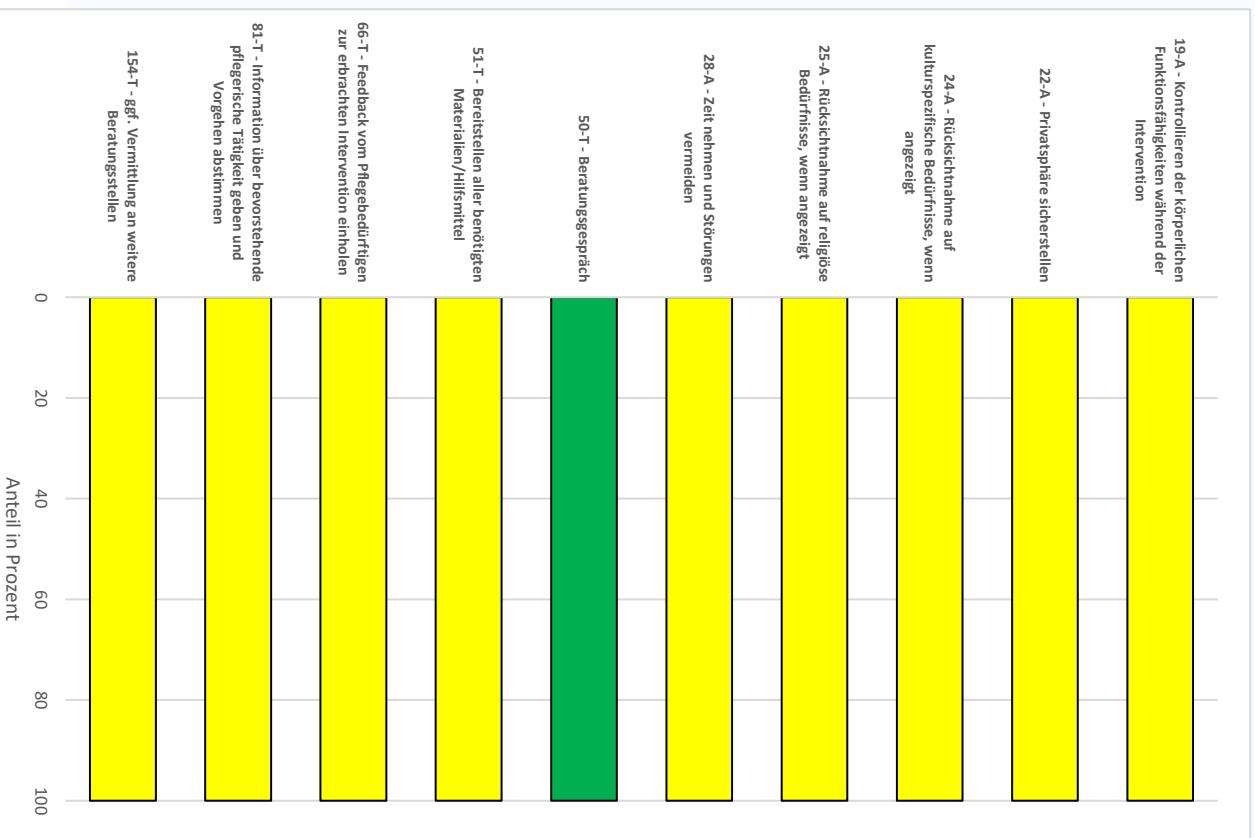 19-A - Kontrollieren der körperlichen
Funktionsfähigkeiten während der
Intervention
22-A - Privatsphäre sicherstellen
24-A - Rücksichtnahme auf
kulturspezifische Bedürfnisse, wenn
angezeigt
25-A - Rücksichtnahme auf religiöse
Bedürfnisse, wenn angezeigt
28-A - Zeit nehmen und Störungen
vermeiden
50-T - Beratungsgespräch
51-T - Bereitstellen aller benötigten
Materialien/Hilfsmittel
66-T - Feedback vom Pflegebedürftigen
zur erbrachten Intervention einholen
81-T - Information über bevorstehende
pflegerische Tätigkeit geben und
Vorgehen abstimmen
154-T - ggf. Vermittlung an weitere
Beratungsstellen
0
20
40
60
80
100
Anteil in Prozent